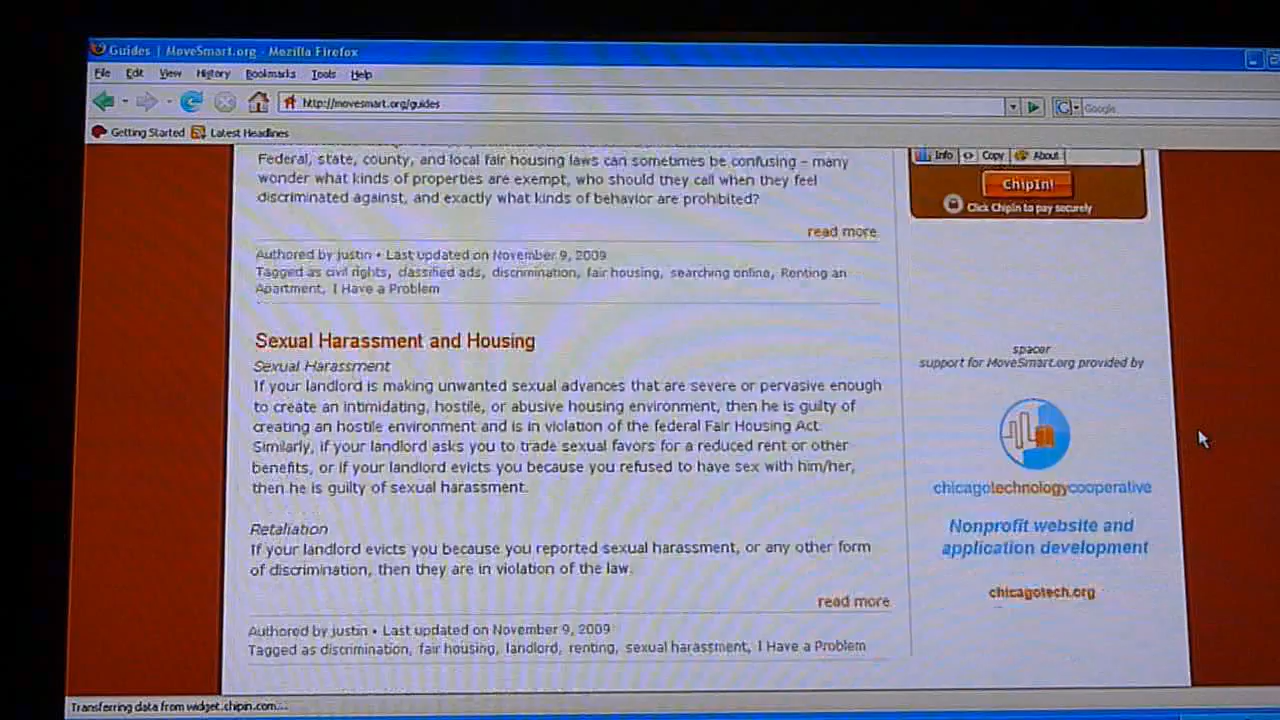 Guides | MoveSmart.org - Mozilla Firefox
File Edit View History Bookmarks Tools Help
http://movesmart.org/guides
Google
Getting Started Latest Headlines
Federal, state, county, and local fair housing laws can sometimes be confusing – many
wonder what kinds of properties are exempt, who should they call when they feel
discriminated against, and exactly what kinds of behavior are prohibited?
read more
Authored by justin • Last updated on November 9, 2009
Tagged as civil rights, classified ads, discrimination, fair housing, searching online, Renting an
Apartment, I Have a Problem
Sexual Harassment and Housing
Sexual Harassment
If your landlord is making unwanted sexual advances that are severe or pervasive enough
to create an intimidating, hostile, or abusive housing environment, then he is guilty of
creating an hostile environment and is in violation of the federal Fair Housing Act.
Similarly, if your landlord asks you to trade sexual favors for a reduced rent or other
benefits, or if your landlord evicts you because you refused to have sex with him/her,
then he is guilty of sexual harassment.
Retaliation
If your landlord evicts you because you reported sexual harassment, or any other form
of discrimination, then they are in violation of the law.
read more
Authored by justin • Last updated on November 9, 2009
Tagged as discrimination, fair housing, landlord, renting, sexual harassment, I Have a Problem
Info Copy About
ChipIn!
Click ChipIn to pay securely
spacer
support for MoveSmart.org provided by
chicagotechnologycooperative
Nonprofit website and
application development
chicagotech.org
Transferring data from widget.chipin.com...